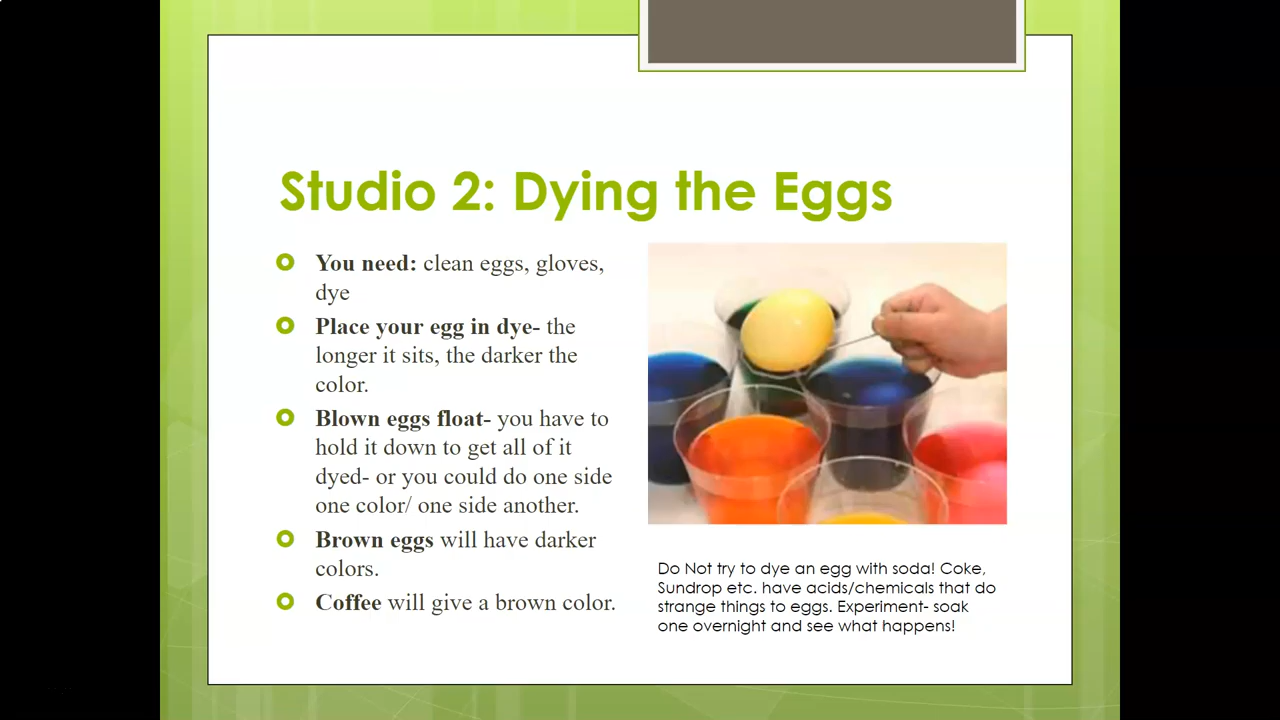 Studio 2: Dying the Eggs
You need: clean eggs, gloves,
dye
Place your egg in dye- the
longer it sits, the darker the
color.
Blown eggs float- you have to
hold it down to get all of it
dyed- or you could do one side
one color/ one side another.
Brown eggs will have darker
colors.
Coffee will give a brown color.
Do Not try to dye an egg with soda! Coke,
Sundrop etc. have acids/chemicals that do
strange things to eggs. Experiment- soak
one overnight and see what happens!